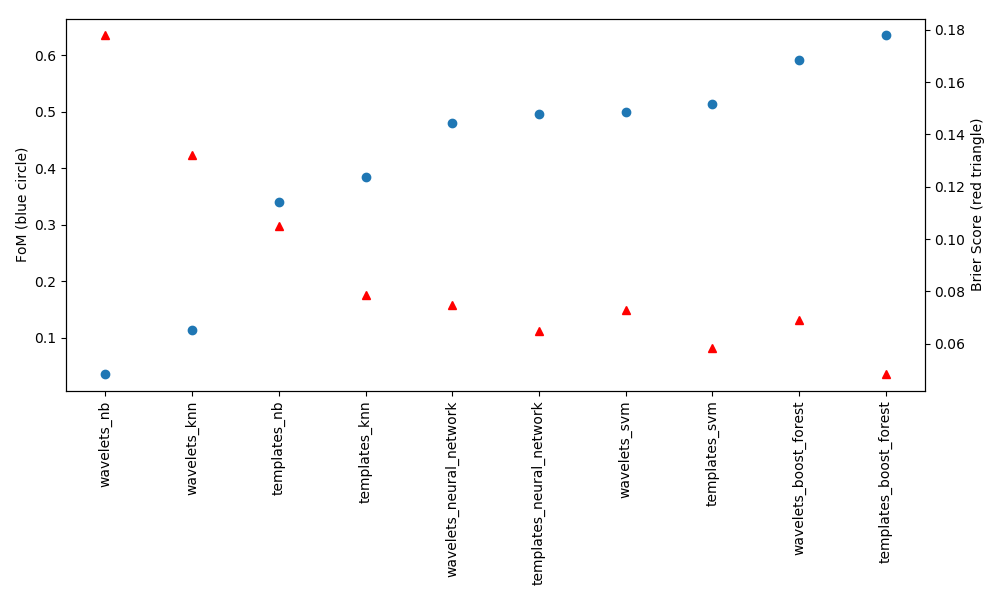 FoM (blue circle)
0.6
0.5
0.4
0.3
0.2
0.1
0.18
0.16
0.14
0.12
0.10
0.08
0.06
Brier Score (red triangle)
wavelets_nb
wavelets_knn
templates_nb
templates_knn
wavelets_neural_network
templates_neural_network
wavelets_svm
templates_svm
wavelets_boost_forest
templates_boost_forest